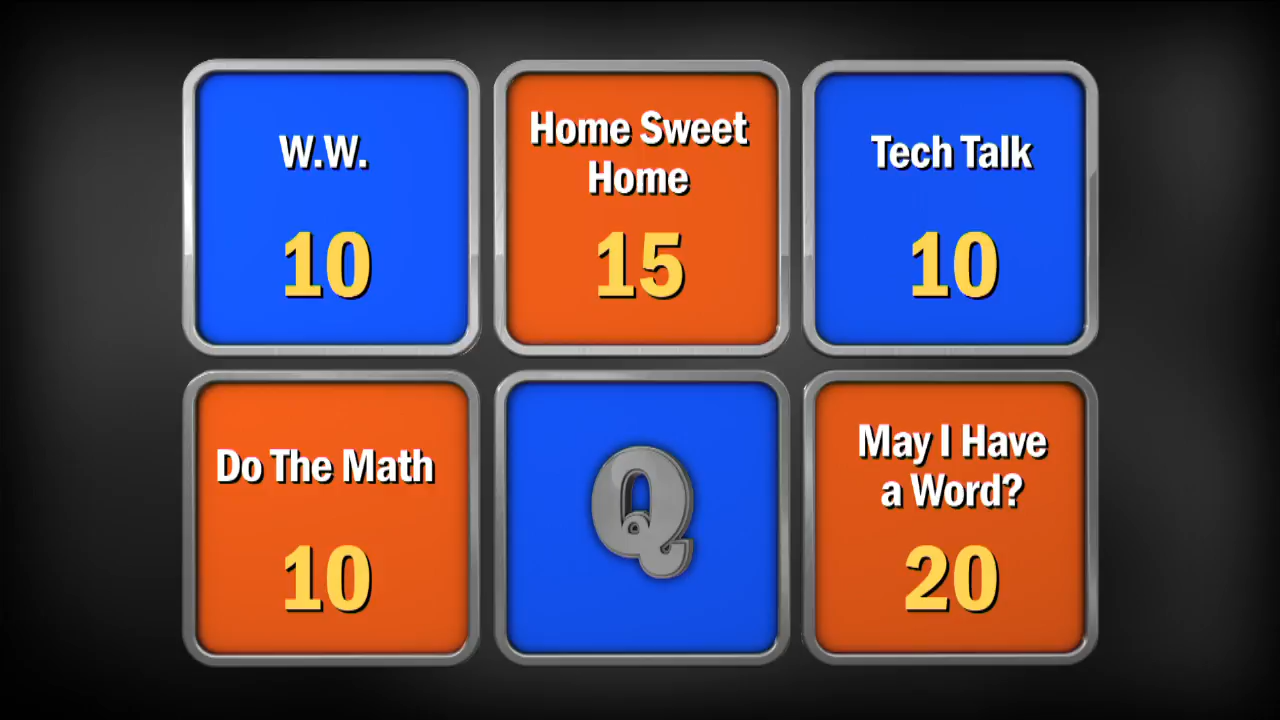 W.W.
10
Home Sweet
Home
15
Tech Talk
10
Do The Math
10
Q
May I Have
a Word?
20